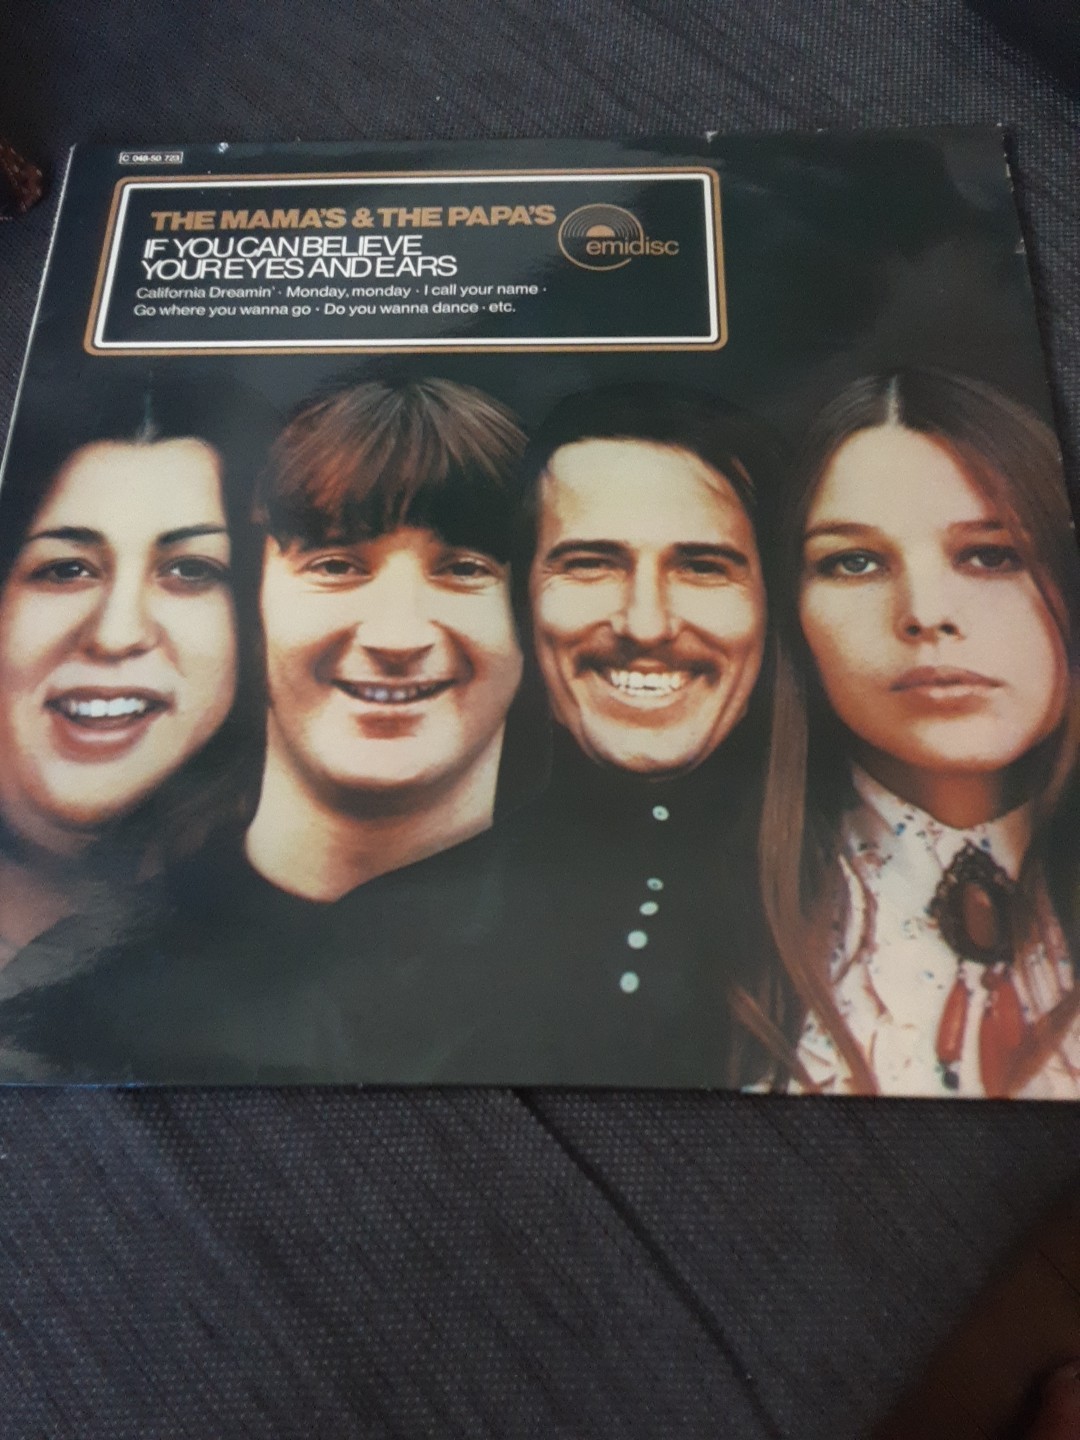 C 048-50 723
THE MAMA'S & THE PAPA'S
IF YOU CAN BELIEVE
YOUR EYES AND EARS
emidisc
California Dreamin' · Monday, monday · I call your name ·
Go where you wanna go · Do you wanna dance · etc.